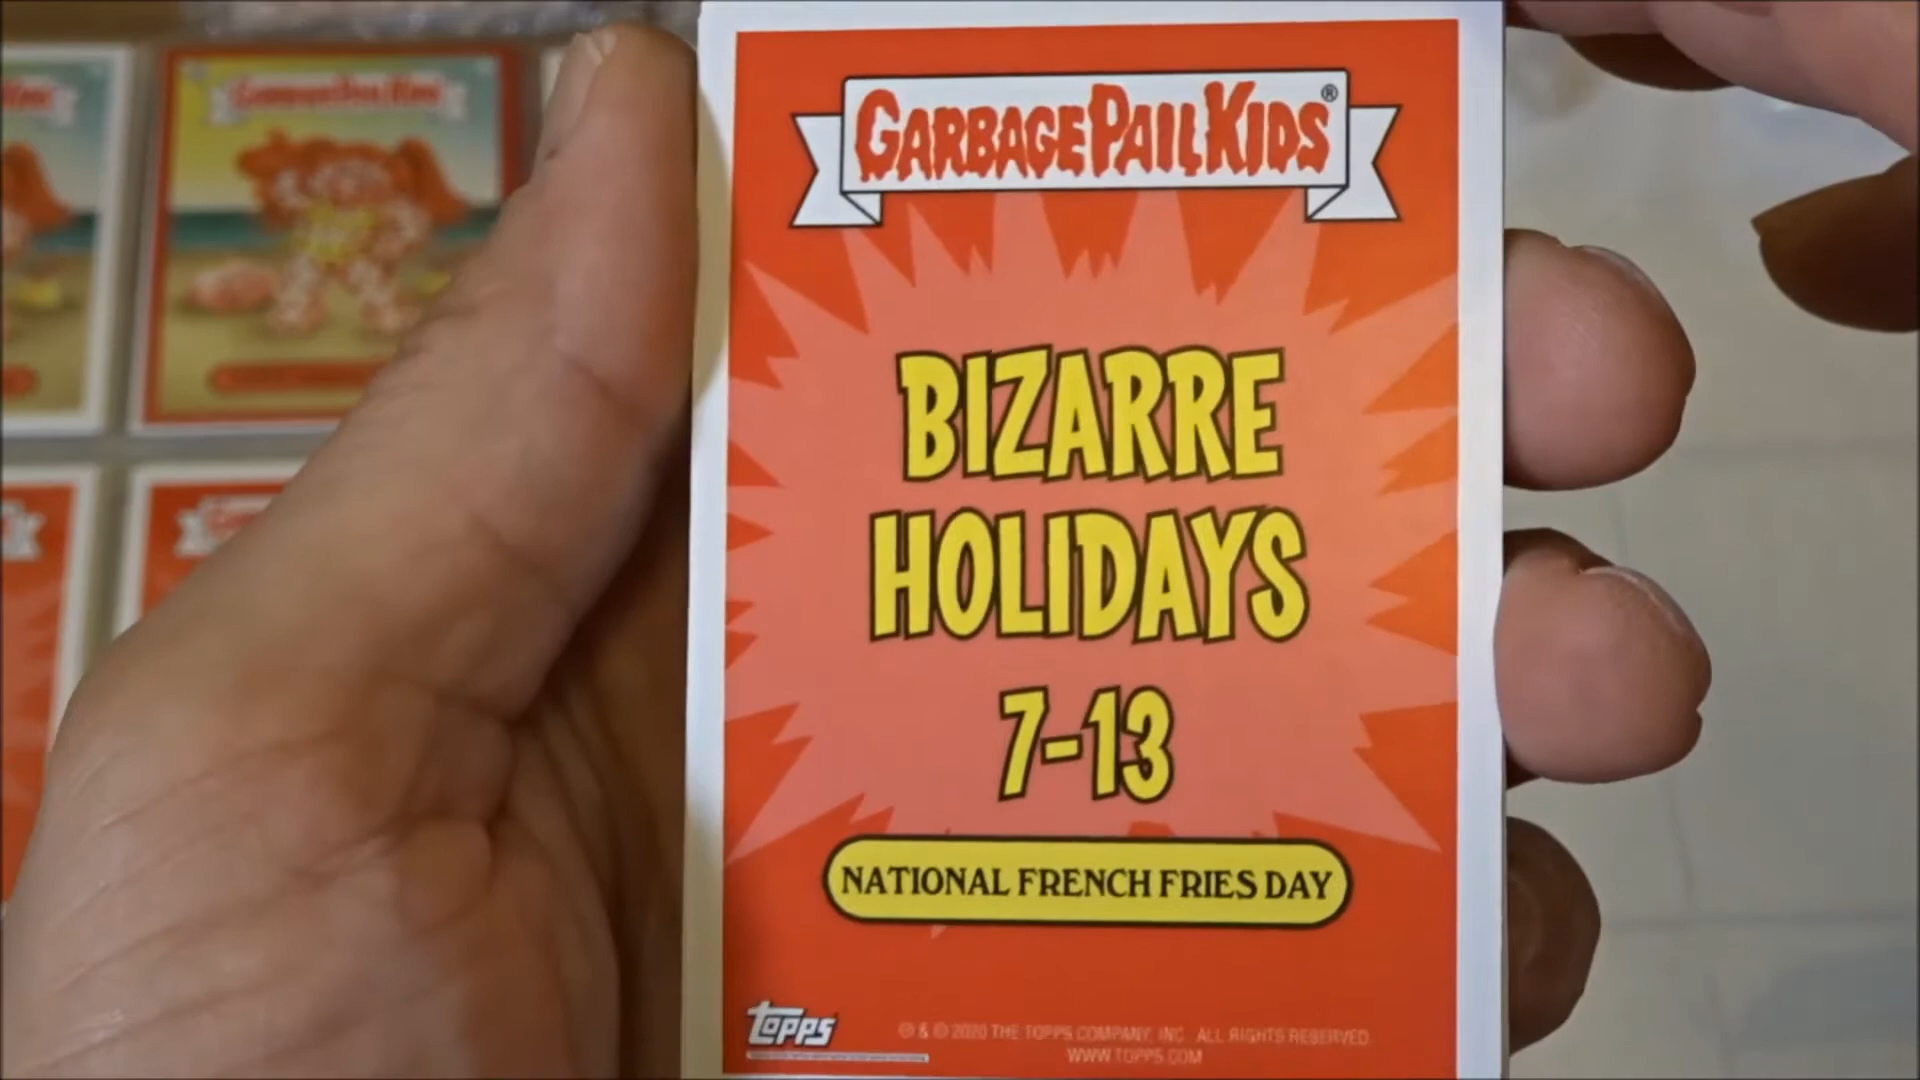 GARBAGE PAIL KIDS®
BIZARRE
HOLIDAYS
7-13
NATIONAL FRENCH FRIES DAY
topps
® & © 2020 THE TOPPS COMPANY, INC. ALL RIGHTS RESERVED.
WWW.TOPPS.COM